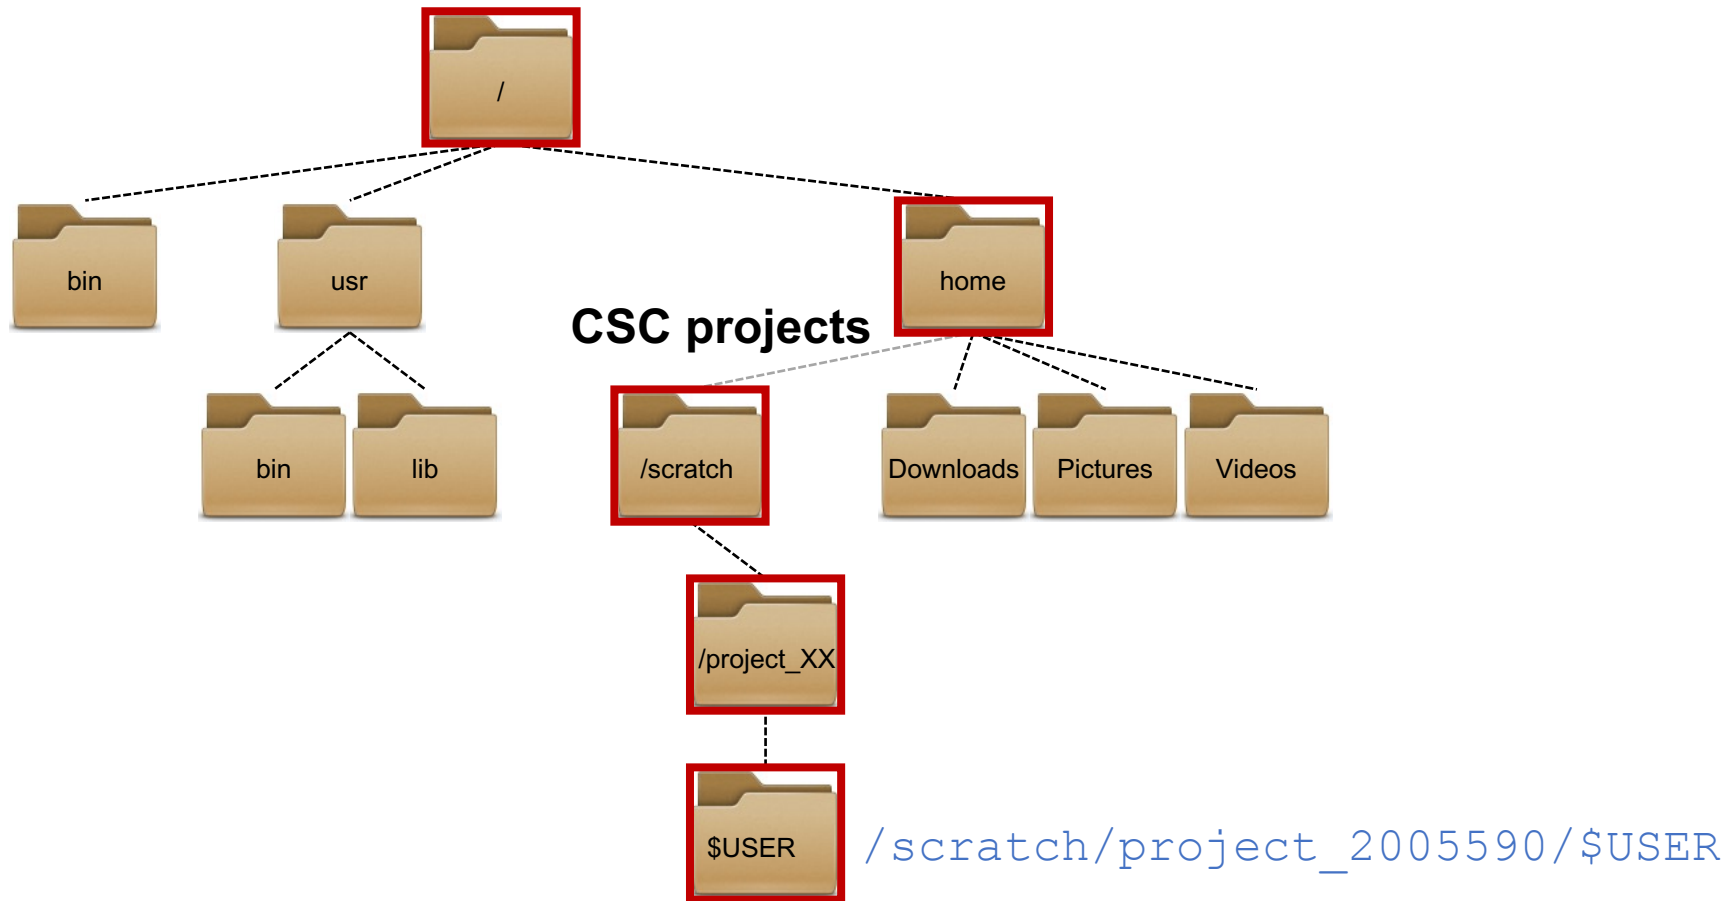 /
bin
usr
home
CSC projects
bin
lib
/scratch
Downloads
Pictures
Videos
/project_XX
$USER
/scratch/project_2005590/$USER